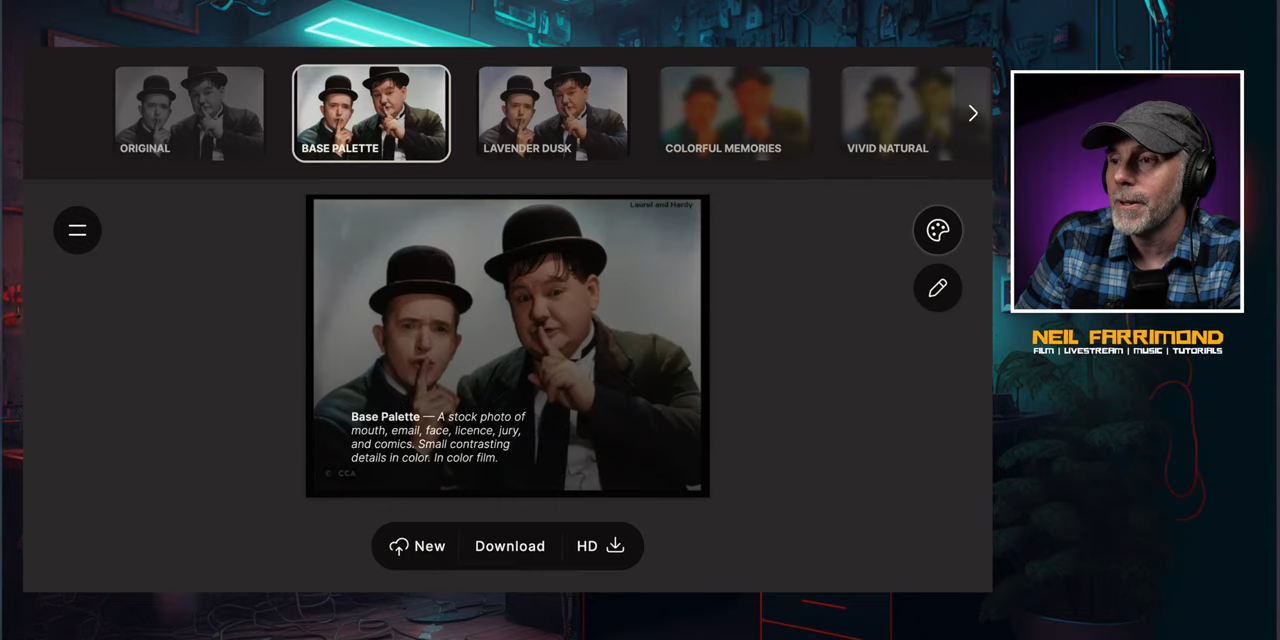 ORIGINAL
BASE PALETTE
LAVENDER DUSK
COLORFUL MEMORIES
VIVID NATURAL
Laurel and Hardy
Base Palette — A stock photo of
mouth, email, face, licence, jury,
and comics. Small contrasting
details in color. In color film.
© CCA
New
Download
HD
NEIL FARRIMOND
FILM | LIVESTREAM | MUSIC | TUTORIALS